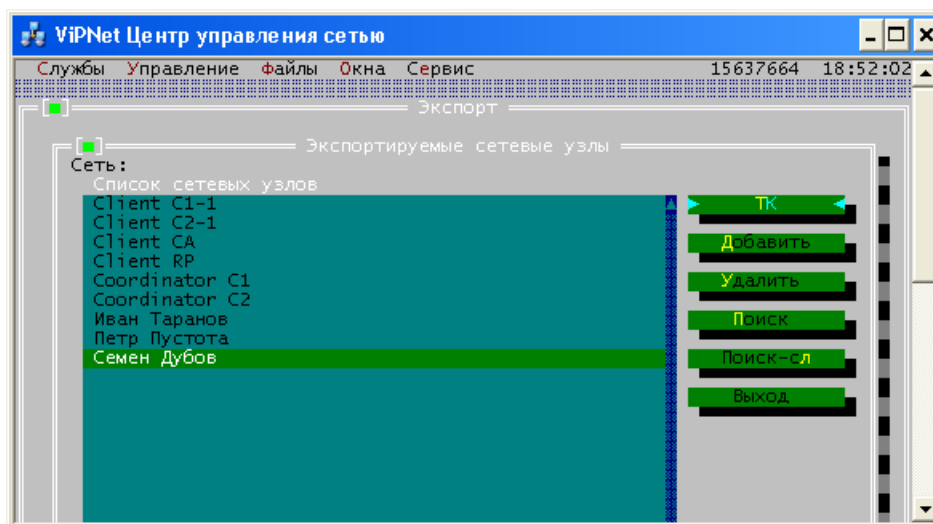 ViPNet Центр управления сетью
Службы Управление Файлы Окна Сервис 15637664 18:52:02
Экспорт
Экспортируемые сетевые узлы
Сеть:
Список сетевых узлов
Client C1-1
Client C2-1
Client CA
Client RP
Coordinator C1
Coordinator C2
Иван Таранов
Петр Пустота
Семен Дубов
ТК
Добавить
Удалить
Поиск
Поиск-сл
Выход